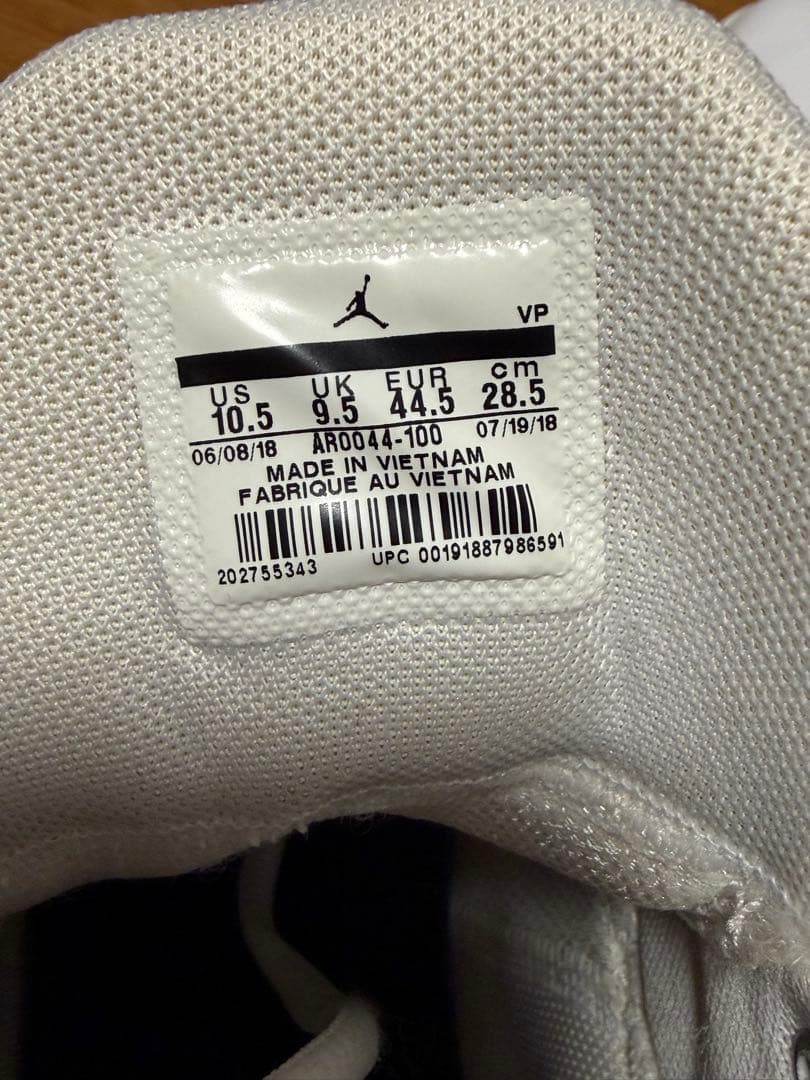 VP
US UK EUR cm
10.5 9.5 44.5 28.5
06/08/18 AR0044-100 07/19/18
MADE IN VIETNAM
FABRIQUE AU VIETNAM
202755343 UPC 00191887986591